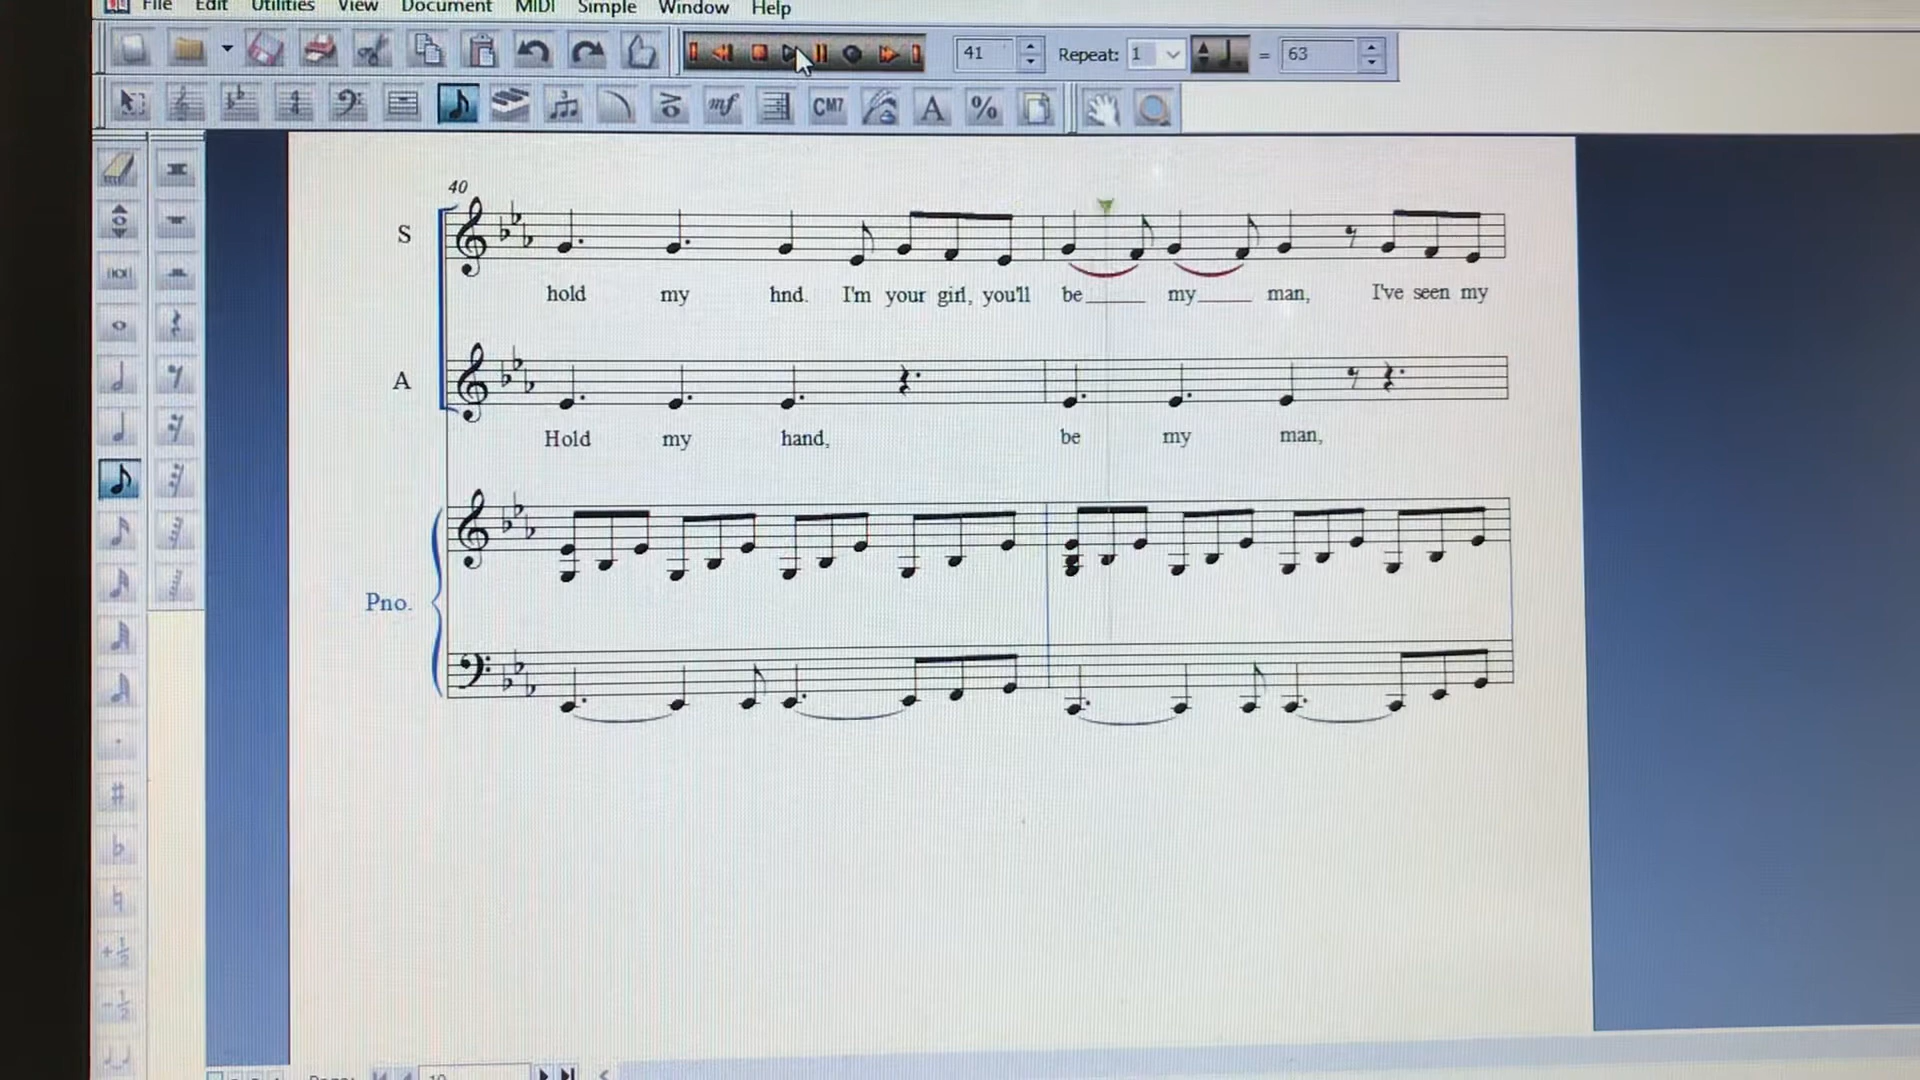 File Edit Utilities View Document MIDI Simple Window Help
41 Repeat: 1 = 63
mf CM7 A %
40
S
hold my hnd. I'm your girl, you'll be my man, I've seen my
A
Hold my hand, be my man,
Pno.